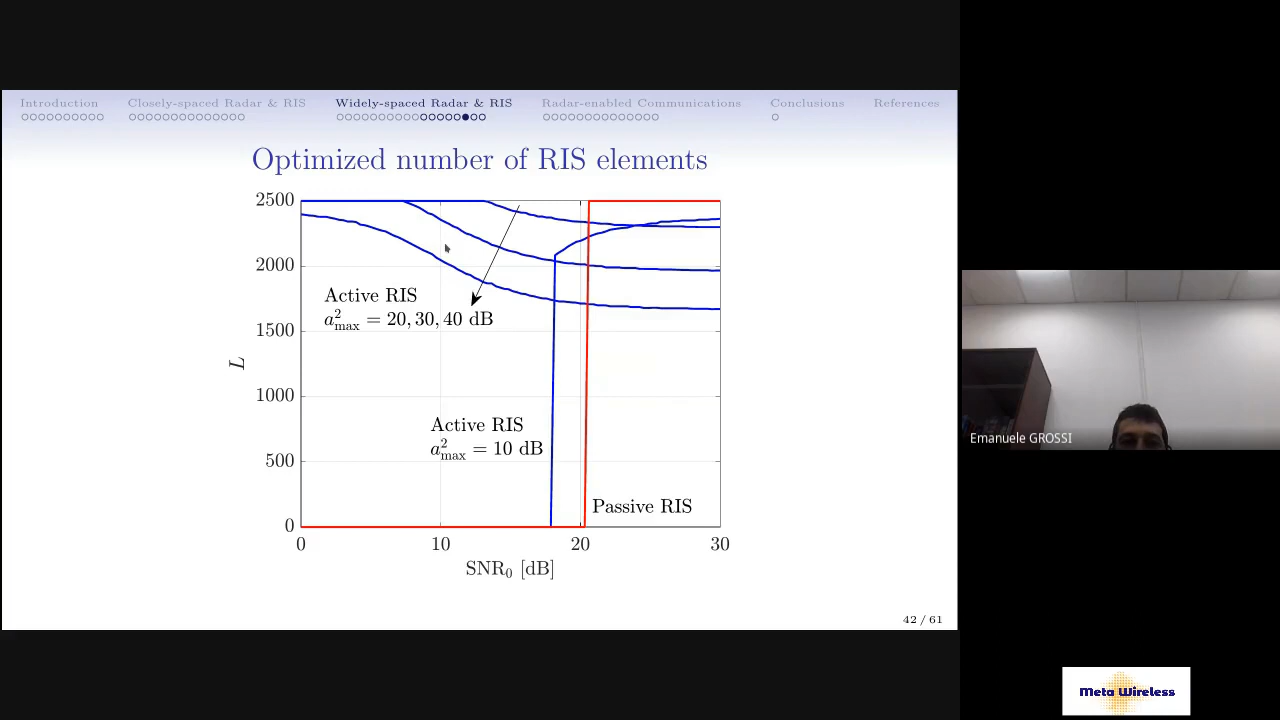 Introduction
Closely-spaced Radar & RIS
Widely-spaced Radar & RIS
Radar-enabled Communications
Conclusions
References
Optimized number of RIS elements
2500
2000
1500
1000
500
0
L
Active RIS
a²max = 20, 30, 40 dB
Active RIS
a²max = 10 dB
Passive RIS
0 10 20 30
SNR₀ [dB]
42 / 61
Emanuele GROSSI
Meta Wireless